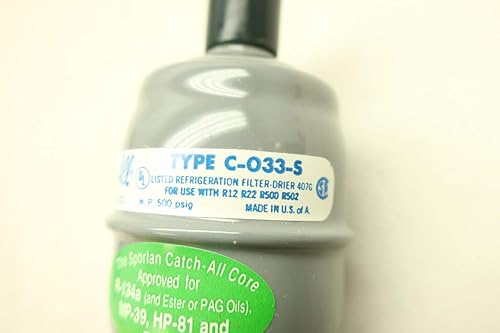 TYPE C-033-S
UL LISTED REFRIGERATION FILTER-DRIER 407G
FOR USE WITH R12 R22 R500 R502
W. P. 500 psig MADE IN U.S. of A.
The Sporlan Catch-All Core
Approved for
R-134a (and Ester or PAG Oils),
MP-39, HP-81 and